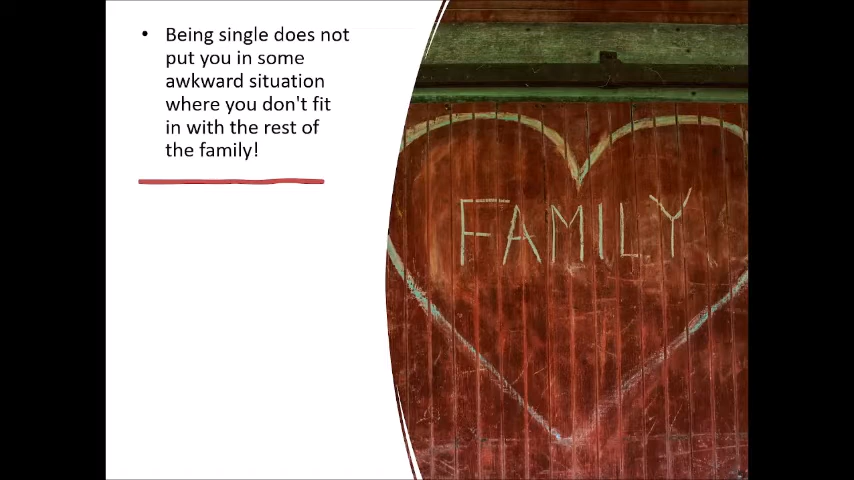 • Being single does not
put you in some
awkward situation
where you don't fit
in with the rest of
the family!
FAMILY